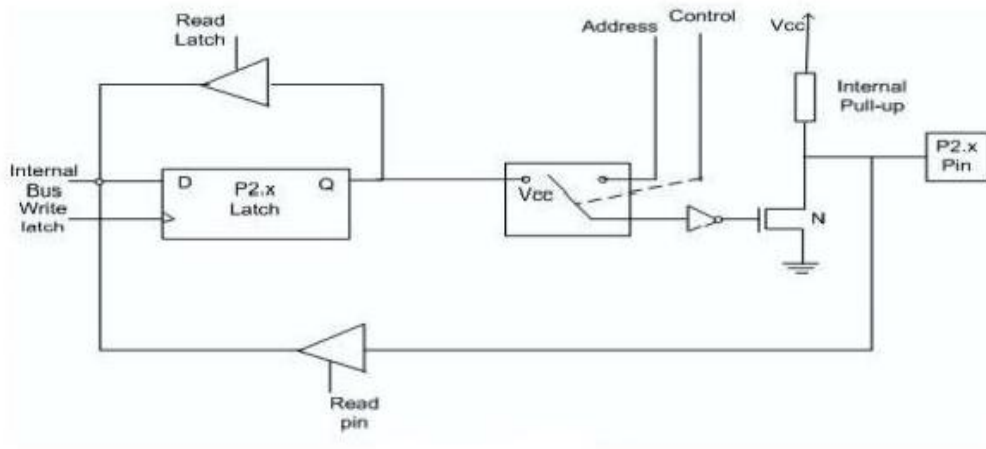 Read
Latch
Address
Control
Vcc
Internal
Pull-up
P2.x
Pin
Internal
Bus
Write
latch
D
P2.x
Latch
Q
Vcc
N
Read
pin